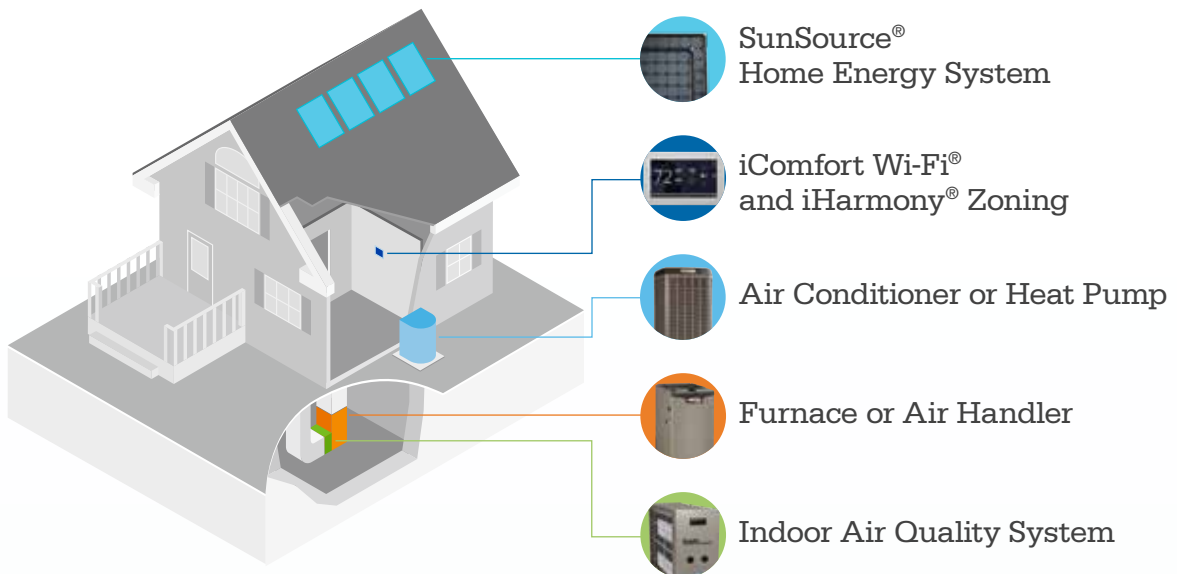 SunSource®
Home Energy System
iComfort Wi-Fi®
and iHarmony® Zoning
72
Air Conditioner or Heat Pump
Furnace or Air Handler
Indoor Air Quality System